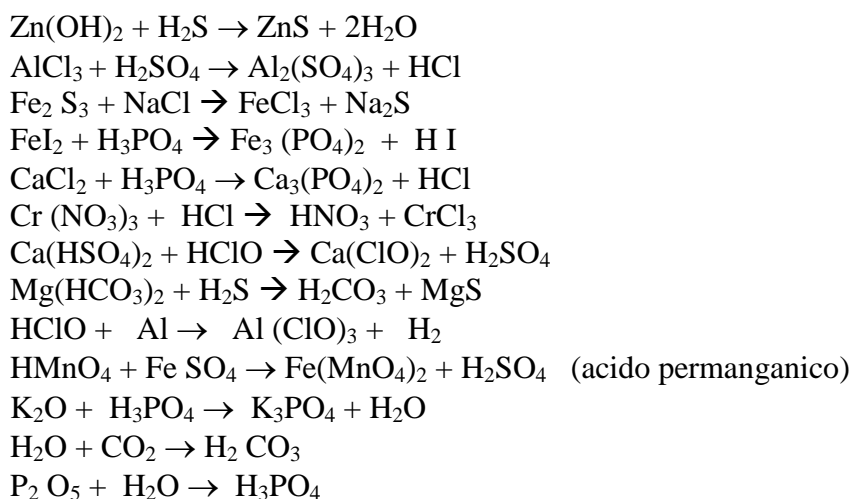 Zn(OH)₂ + H₂S → ZnS + 2H₂O
AlCl₃ + H₂SO₄ → Al₂(SO₄)₃ + HCl
Fe₂ S₃ + NaCl → FeCl₃ + Na₂S
FeI₂ + H₃PO₄ → Fe₃ (PO₄)₂ + H I
CaCl₂ + H₃PO₄ → Ca₃(PO₄)₂ + HCl
Cr (NO₃)₃ + HCl → HNO₃ + CrCl₃
Ca(HSO₄)₂ + HClO → Ca(ClO)₂ + H₂SO₄
Mg(HCO₃)₂ + H₂S → H₂CO₃ + MgS
HClO + Al → Al (ClO)₃ + H₂
HMnO₄ + Fe SO₄ → Fe(MnO₄)₂ + H₂SO₄ (acido permanganico)
K₂O + H₃PO₄ → K₃PO₄ + H₂O
H₂O + CO₂ → H₂ CO₃
P₂ O₅ + H₂O → H₃PO₄